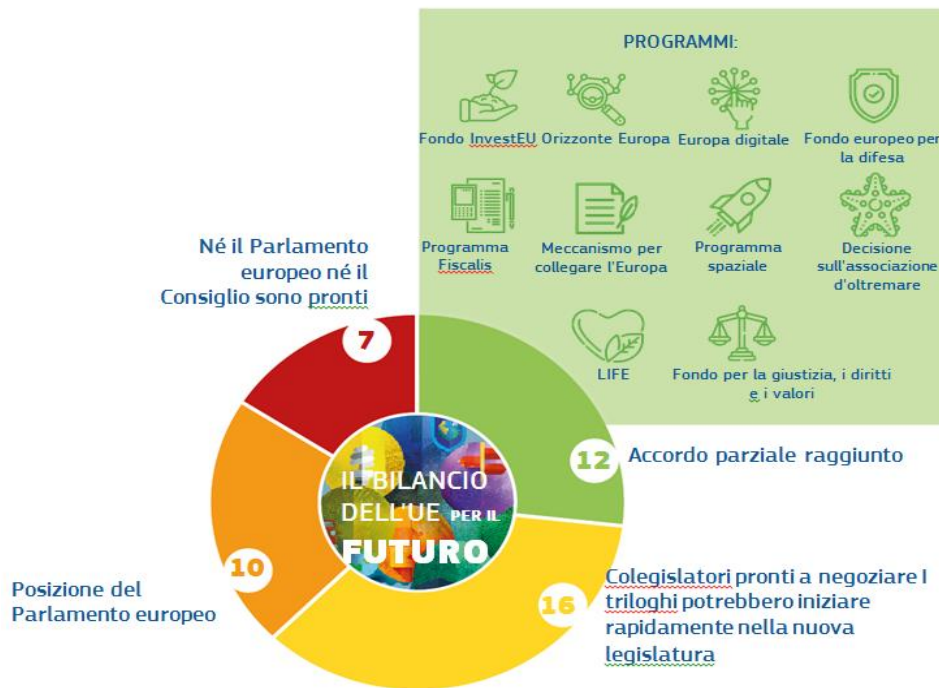 PROGRAMMI:
Fondo InvestEU
Orizzonte Europa
Europa digitale
Fondo europeo per
la difesa
Programma
Fiscalis
Meccanismo per
collegare l'Europa
Programma
spaziale
Decisione
sull'associazione
d'oltremare
LIFE
Fondo per la giustizia, i diritti
e i valori
Né il Parlamento
europeo né il
Consiglio sono pronti
7
12
Accordo parziale raggiunto
IL BILANCIO
DELL'UE PER IL
FUTURO
10
Posizione del
Parlamento europeo
16
Colegislatori pronti a negoziare I
triloghi potrebbero iniziare
rapidamente nella nuova
legislatura